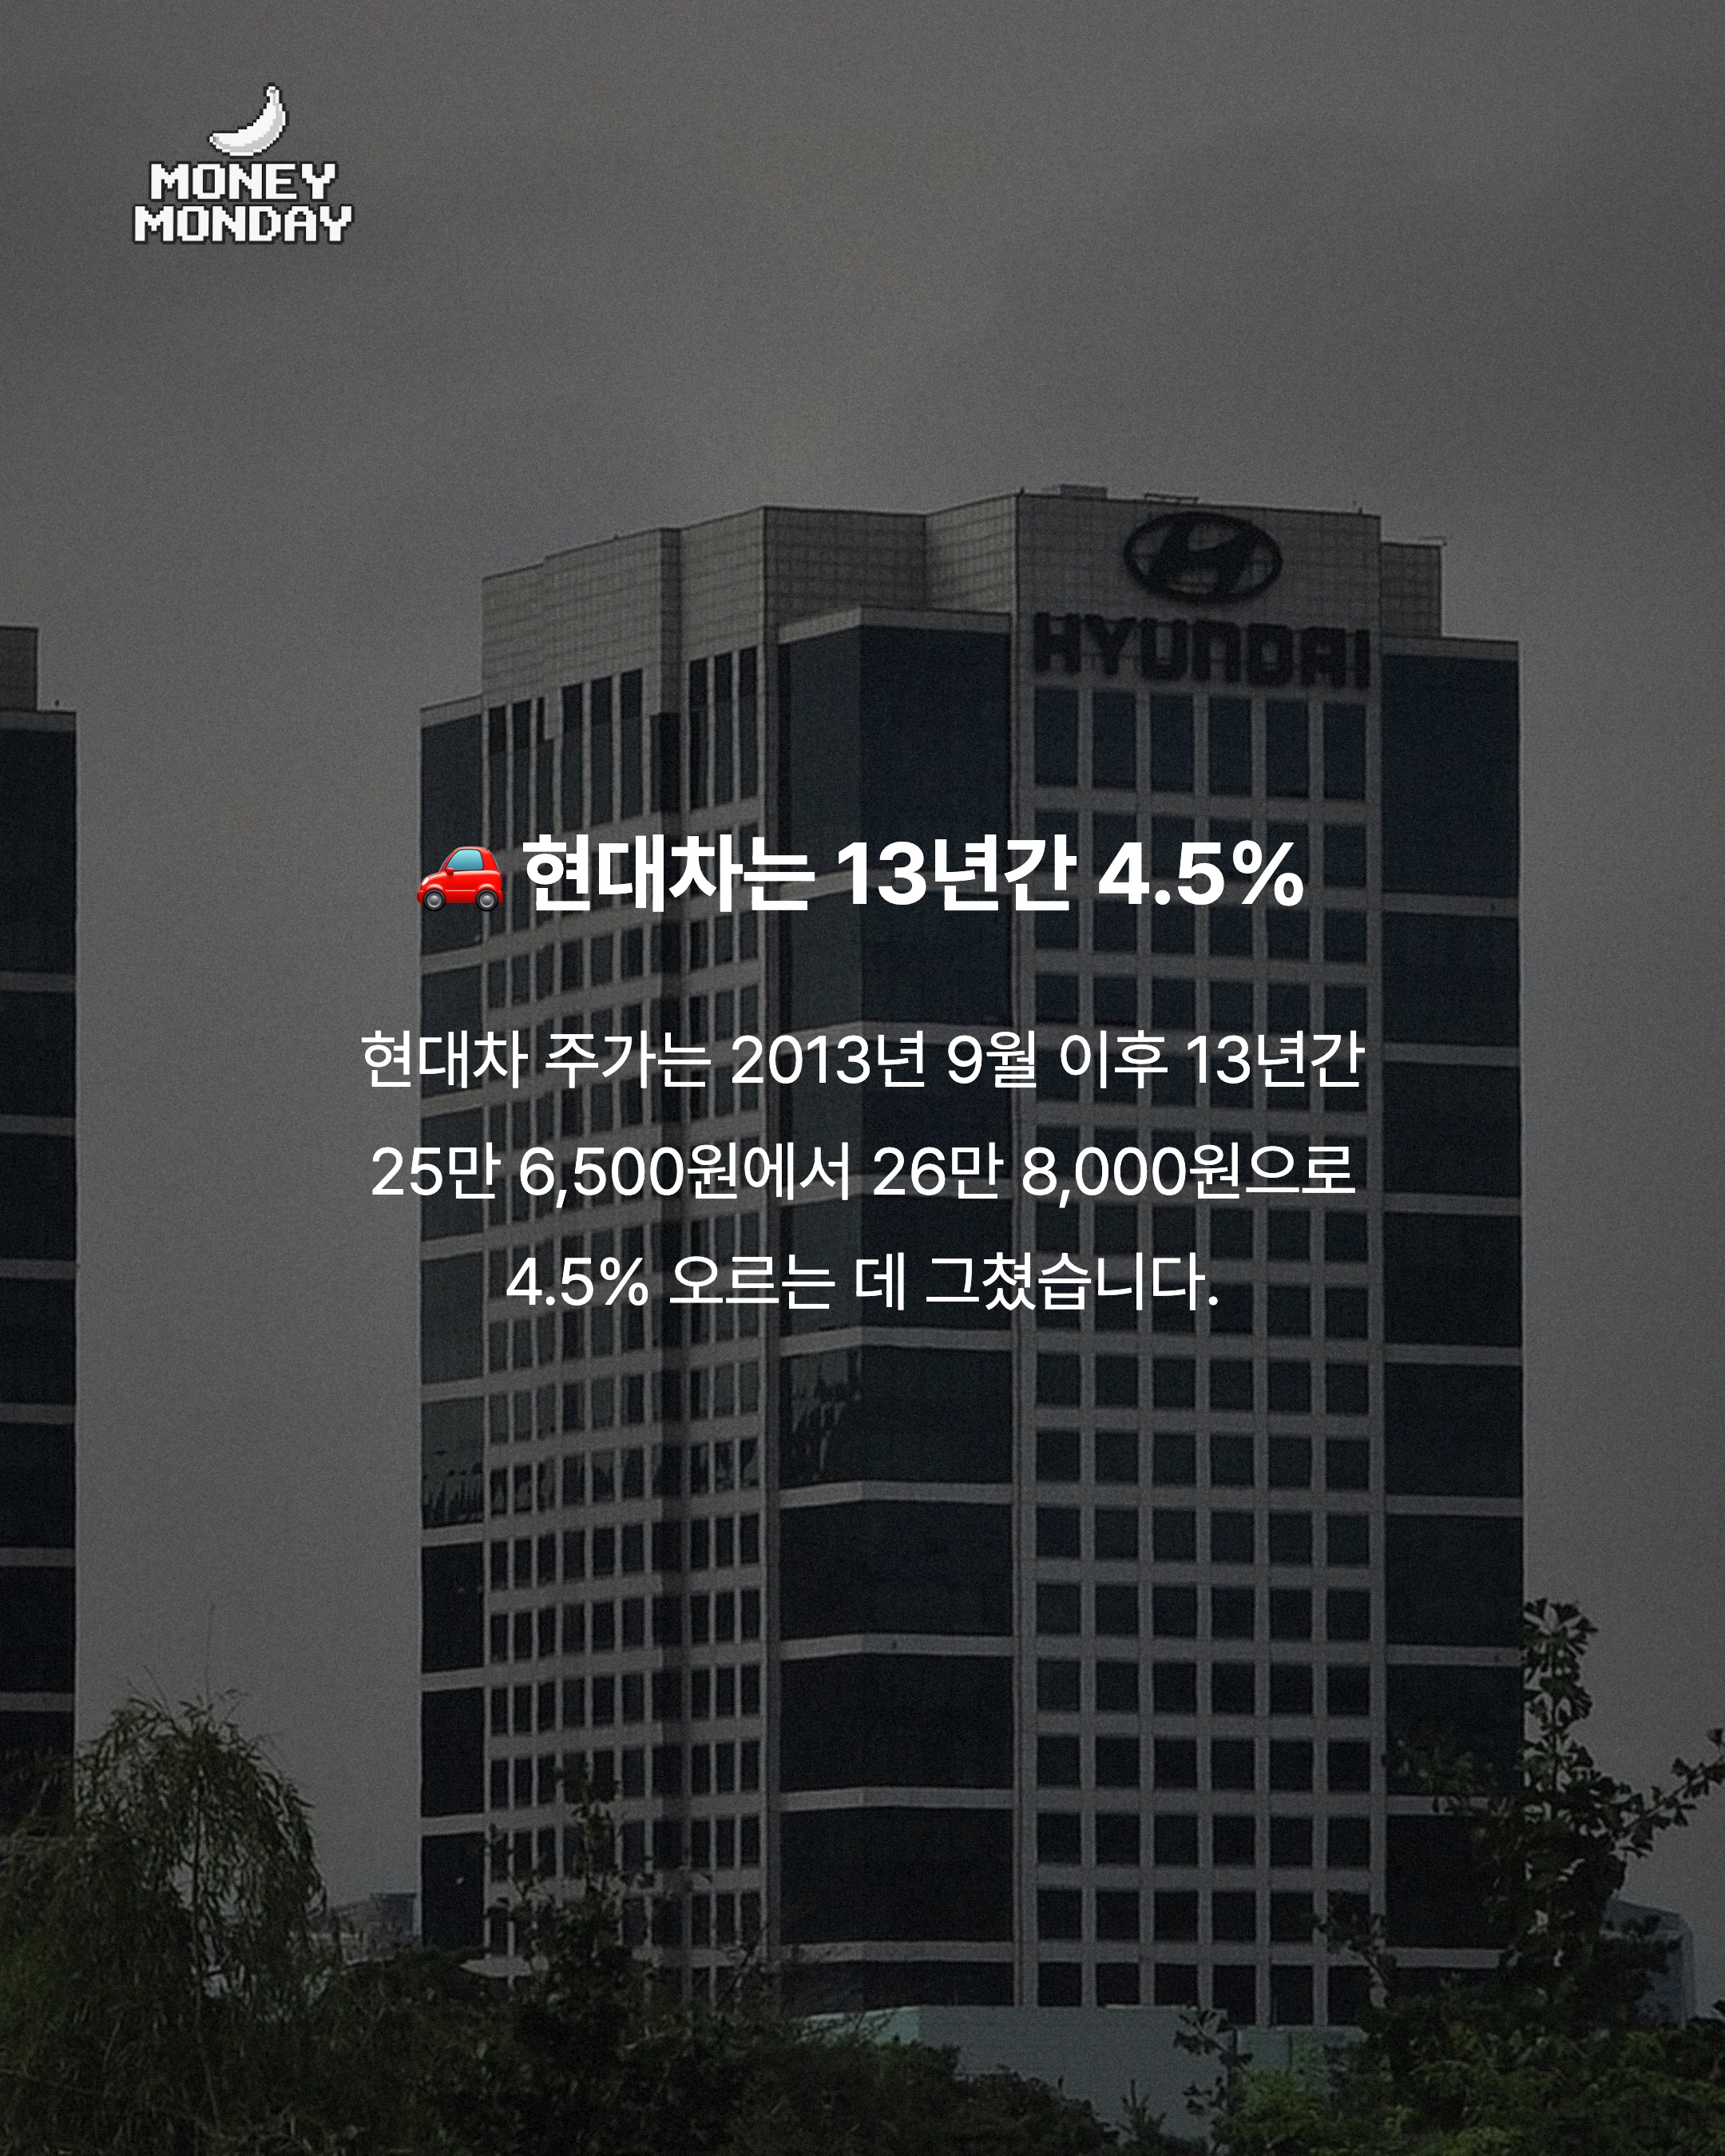 MONEY
MONDAY
HYUNDAI
🚗 현대차는 13년간 4.5%
현대차 주가는 2013년 9월 이후 13년간
25만 6,500원에서 26만 8,000원으로
4.5% 오르는 데 그쳤습니다.